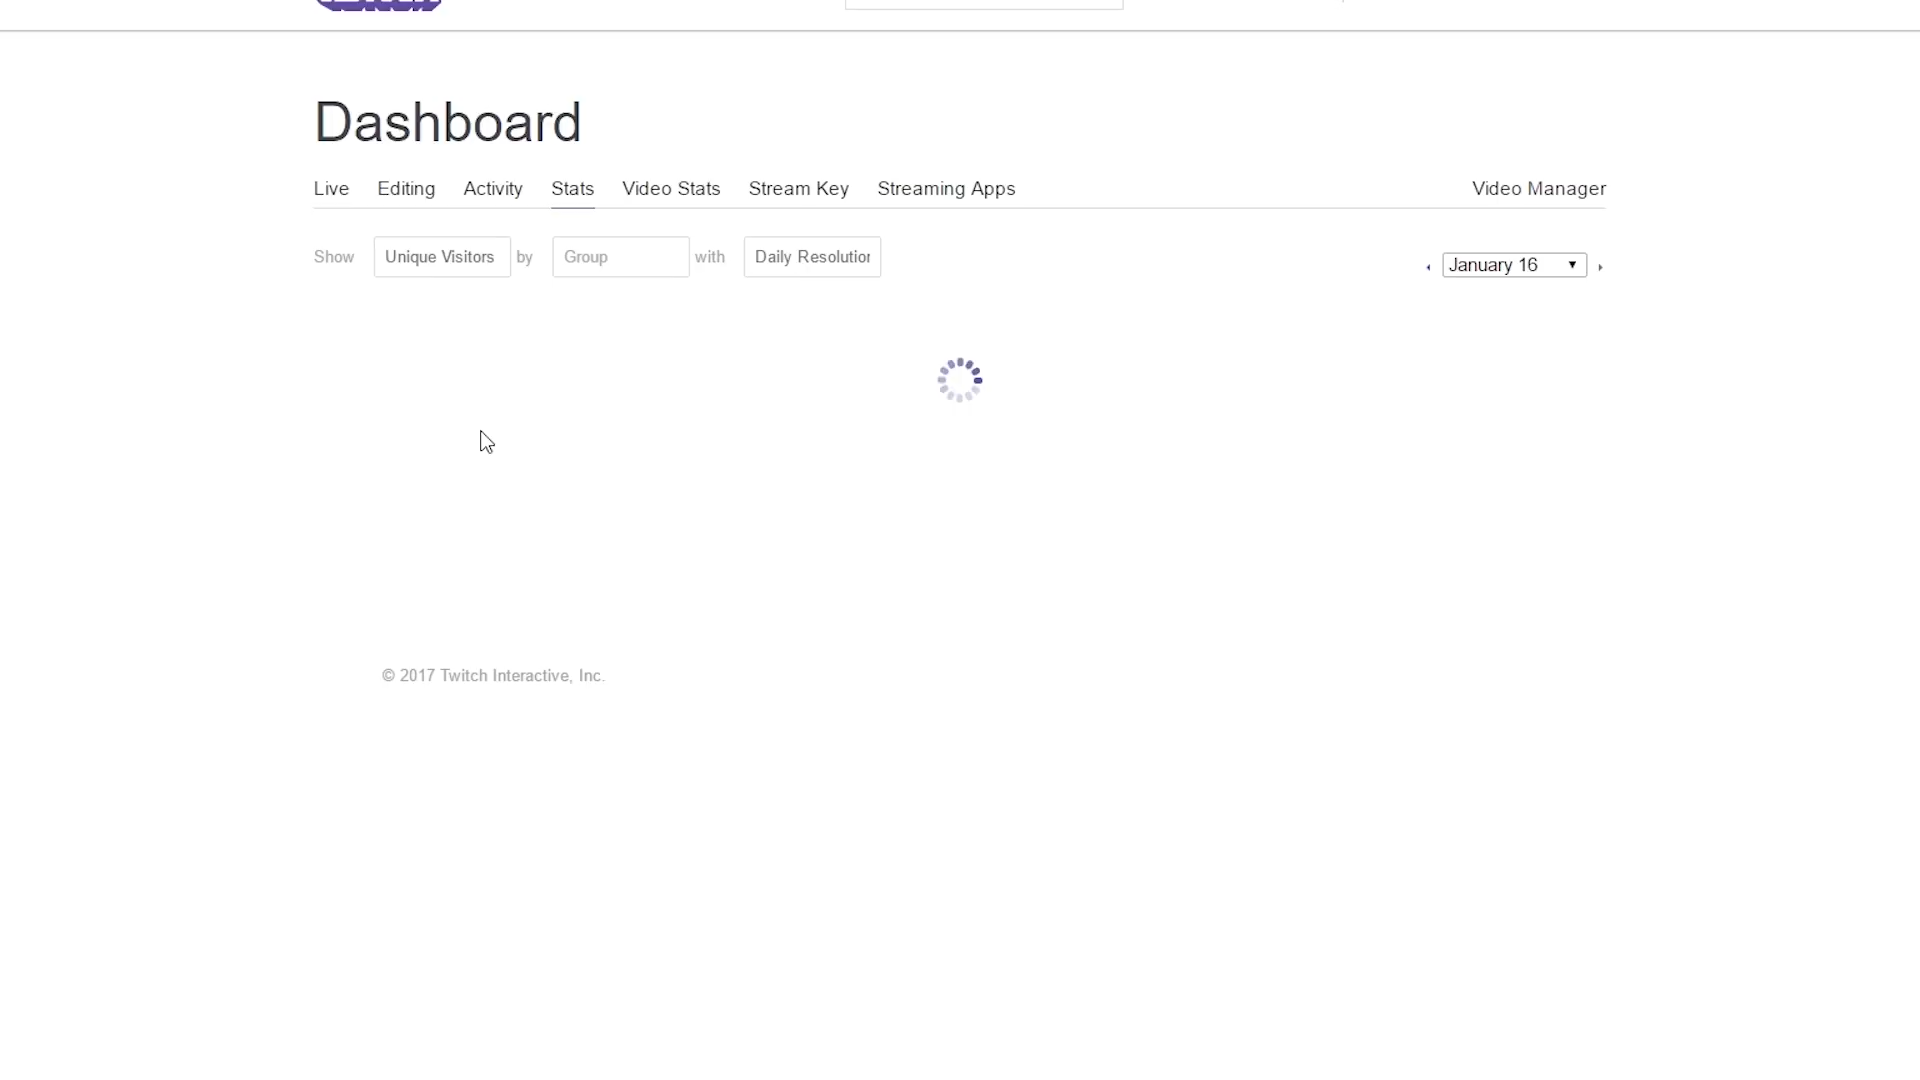 Dashboard
Live Editing Activity Stats Video Stats Stream Key Streaming Apps Video Manager
Show Unique Visitors by Group with Daily Resolution January 16
© 2017 Twitch Interactive, Inc.